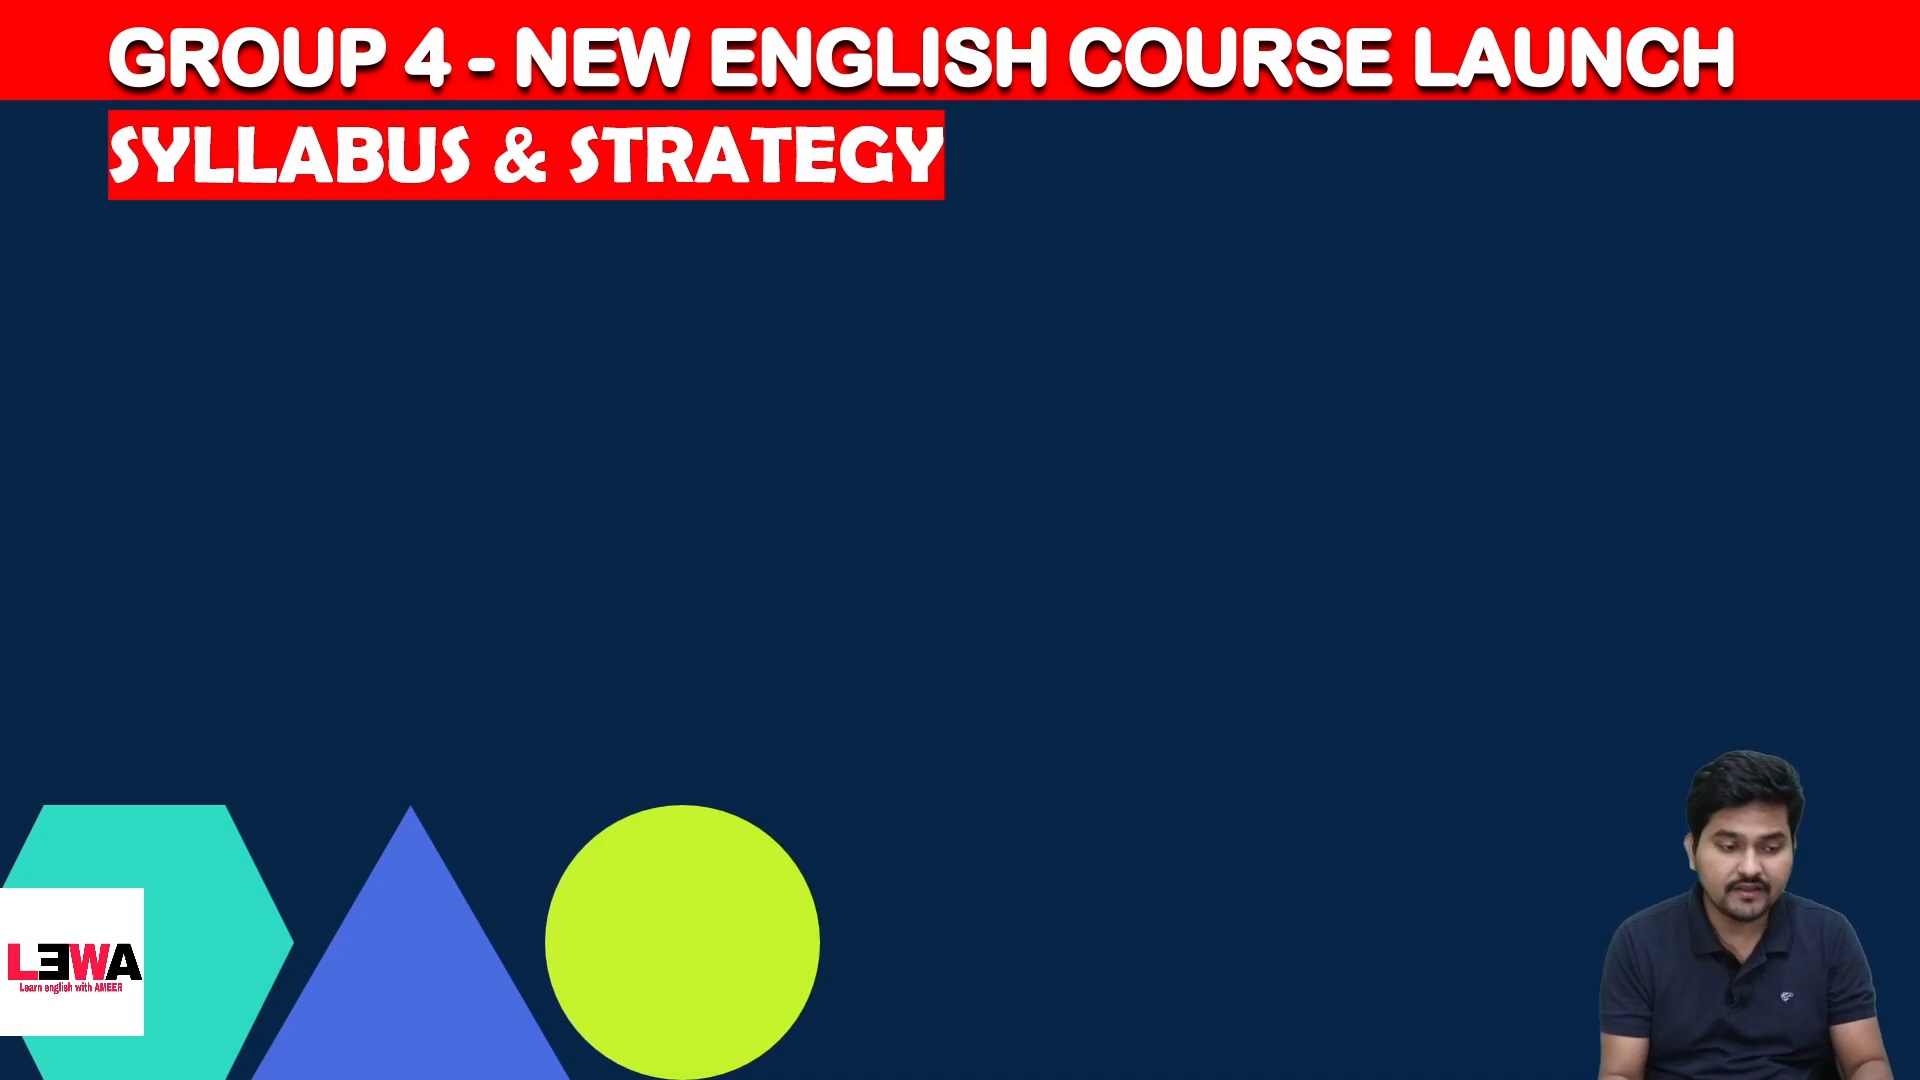 GROUP 4 - NEW ENGLISH COURSE LAUNCH
SYLLABUS & STRATEGY
LEWA
Learn english with AMEER